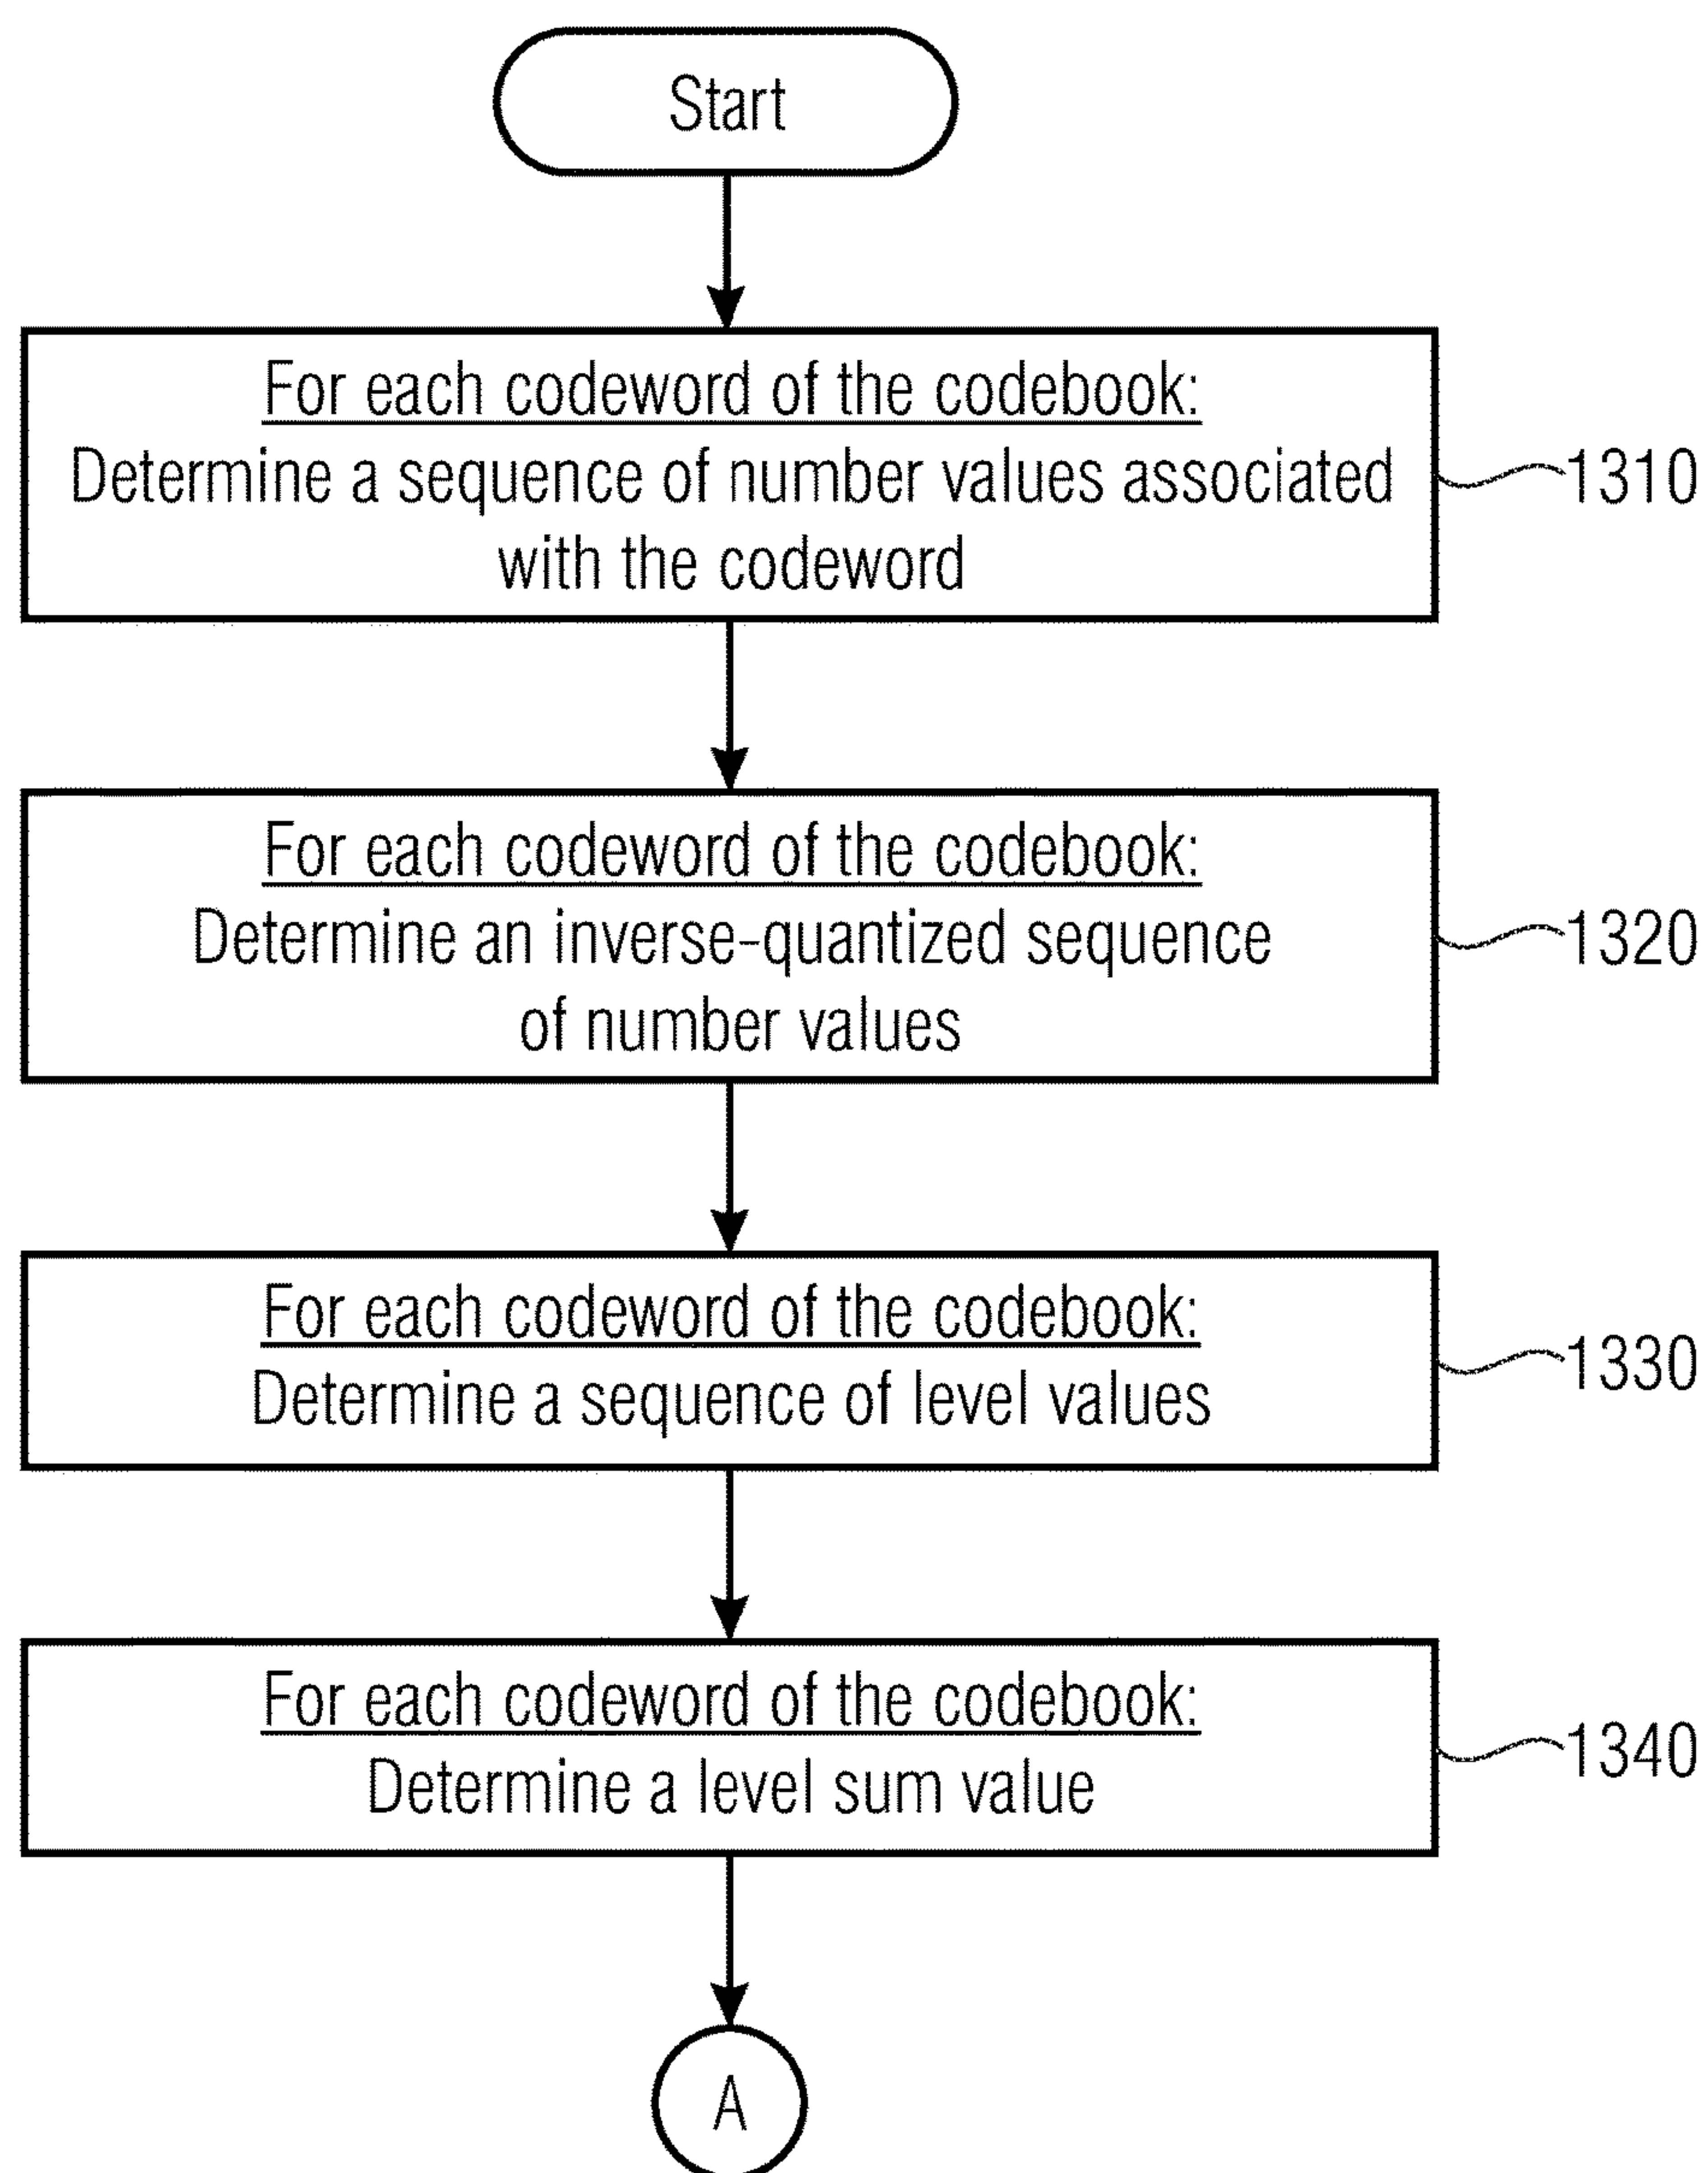 Start
For each codeword of the codebook:
Determine a sequence of number values associated
with the codeword
1310
For each codeword of the codebook:
Determine an inverse-quantized sequence
of number values
1320
For each codeword of the codebook:
Determine a sequence of level values
1330
For each codeword of the codebook:
Determine a level sum value
1340
A